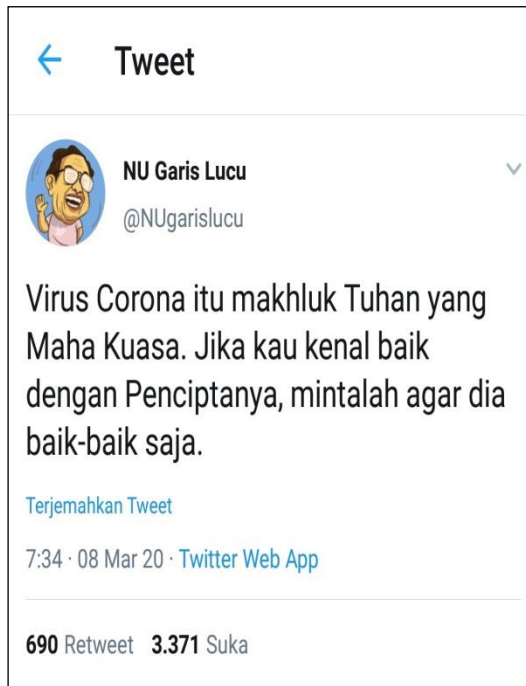 Tweet
NU Garis Lucu
@NUgarislucu
Virus Corona itu makhluk Tuhan yang
Maha Kuasa. Jika kau kenal baik
dengan Penciptanya, mintalah agar dia
baik-baik saja.
Terjemahkan Tweet
7:34 · 08 Mar 20 · Twitter Web App
690 Retweet 3.371 Suka